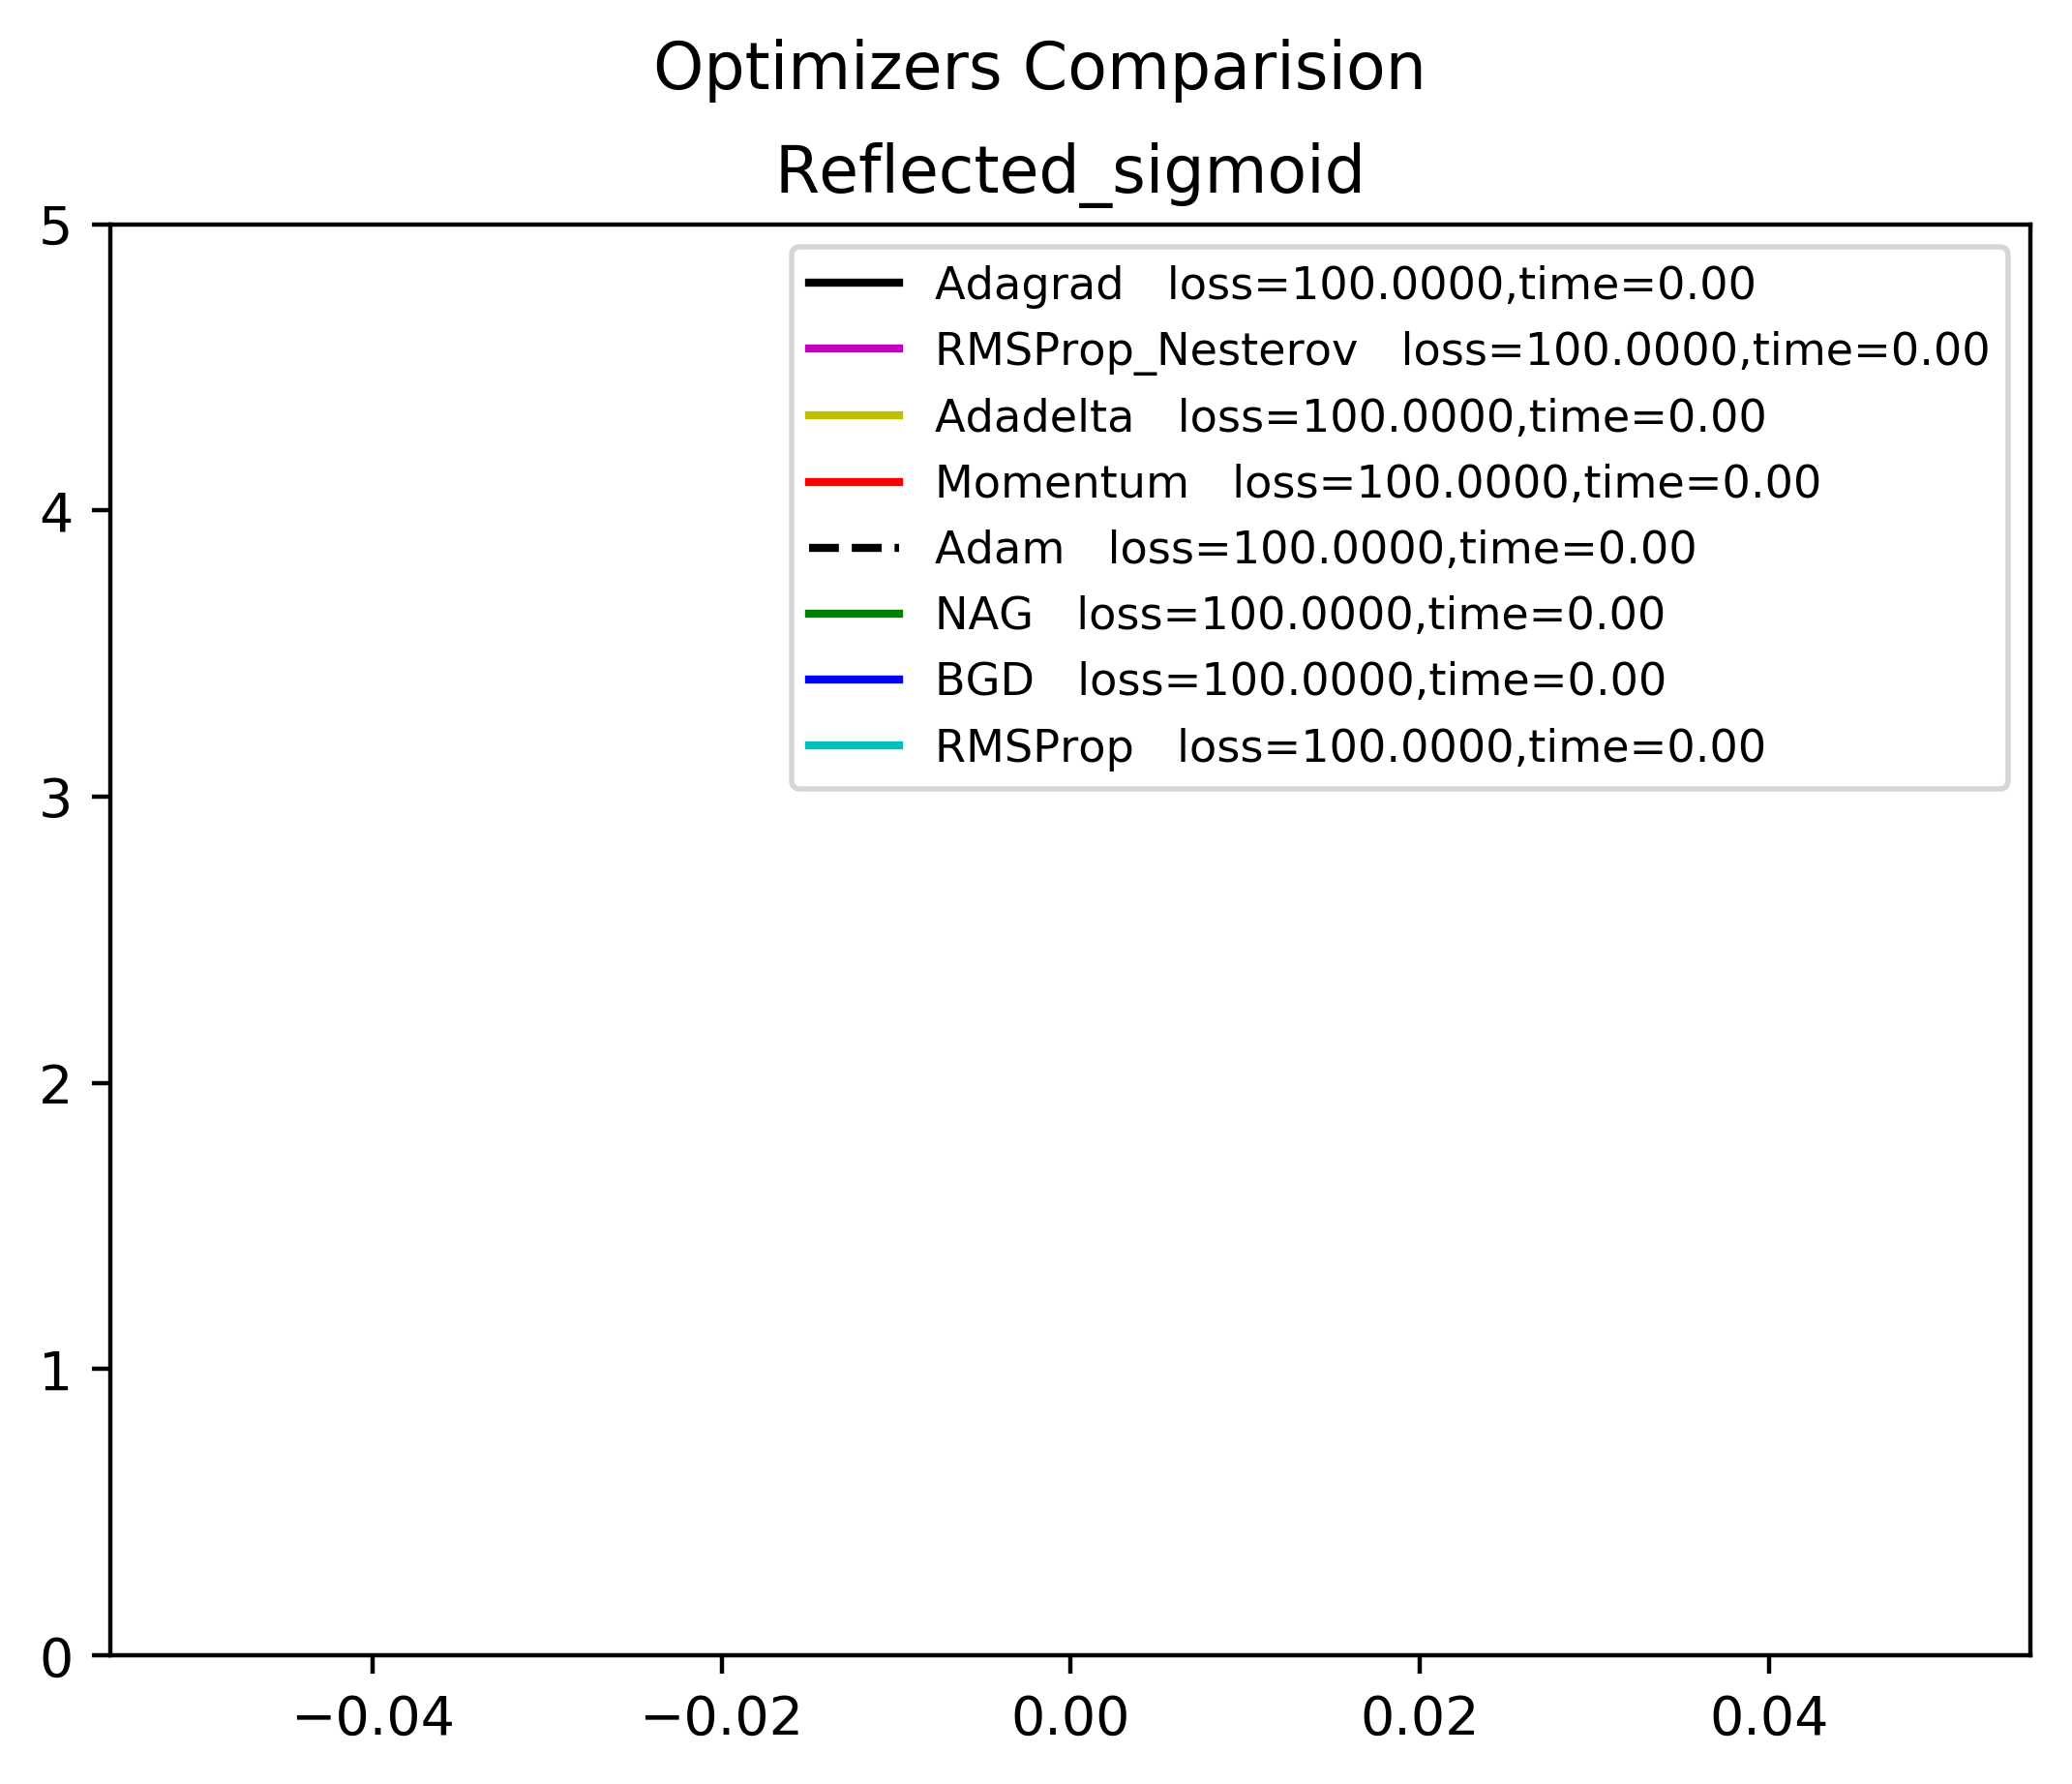 Optimizers Comparision
Reflected_sigmoid
5
Adagrad   loss=100.0000,time=0.00
RMSProp_Nesterov   loss=100.0000,time=0.00
Adadelta   loss=100.0000,time=0.00
4
Momentum   loss=100.0000,time=0.00
Adam   loss=100.0000,time=0.00
NAG   loss=100.0000,time=0.00
BGD   loss=100.0000,time=0.00
RMSProp   loss=100.0000,time=0.00
3
2
1
0
−0.04 −0.02 0.00 0.02 0.04